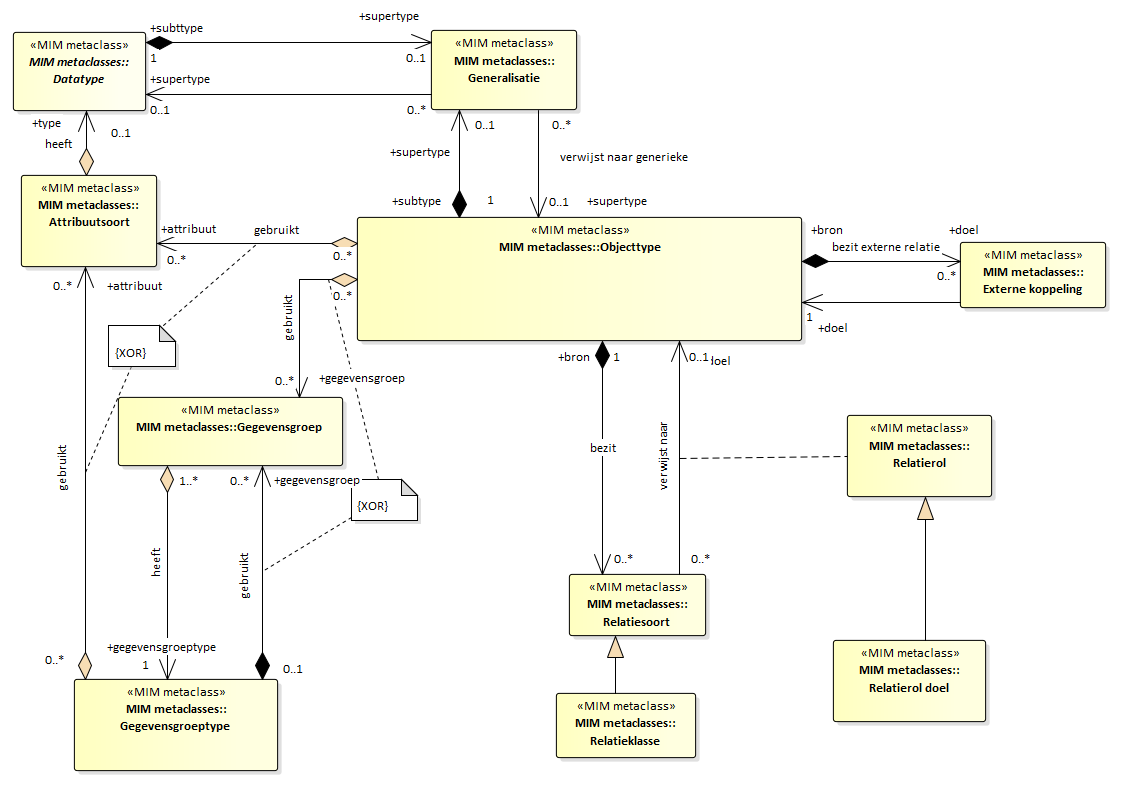 +supertype
+subttype
«MIM metaclass»
MIM metaclasses::
Datatype
1
0..1
«MIM metaclass»
MIM metaclasses::
Generalisatie
+supertype
0..1
0..*
+type
0..1
heeft
0..1
0..*
+supertype
verwijst naar generieke
«MIM metaclass»
MIM metaclasses::
Attribuutsoort
+subtype
1
0..1
+supertype
+attribuut
gebruikt
0..*
0..*
«MIM metaclass»
MIM metaclasses::Objecttype
+bron
+doel
bezit externe relatie
0..*
«MIM metaclass»
MIM metaclasses::
Externe koppeling
1
+doel
0..*
+attribuut
0..*
gebruikt
{XOR}
+bron
1
0..1
doel
0..*
+gegevensgroep
«MIM metaclass»
MIM metaclasses::Gegevensgroep
bezit
verwijst naar
«MIM metaclass»
MIM metaclasses::
Relatierol
gebruikt
1..*
0..*
+gegevensgroep
{XOR}
heeft
gebruikt
0..*
0..*
«MIM metaclass»
MIM metaclasses::
Relatiesoort
+gegevensgroeptype
0..*
1
0..1
«MIM metaclass»
MIM metaclasses::
Relatierol doel
«MIM metaclass»
MIM metaclasses::
Gegevensgroeptype
«MIM metaclass»
MIM metaclasses::
Relatieklasse